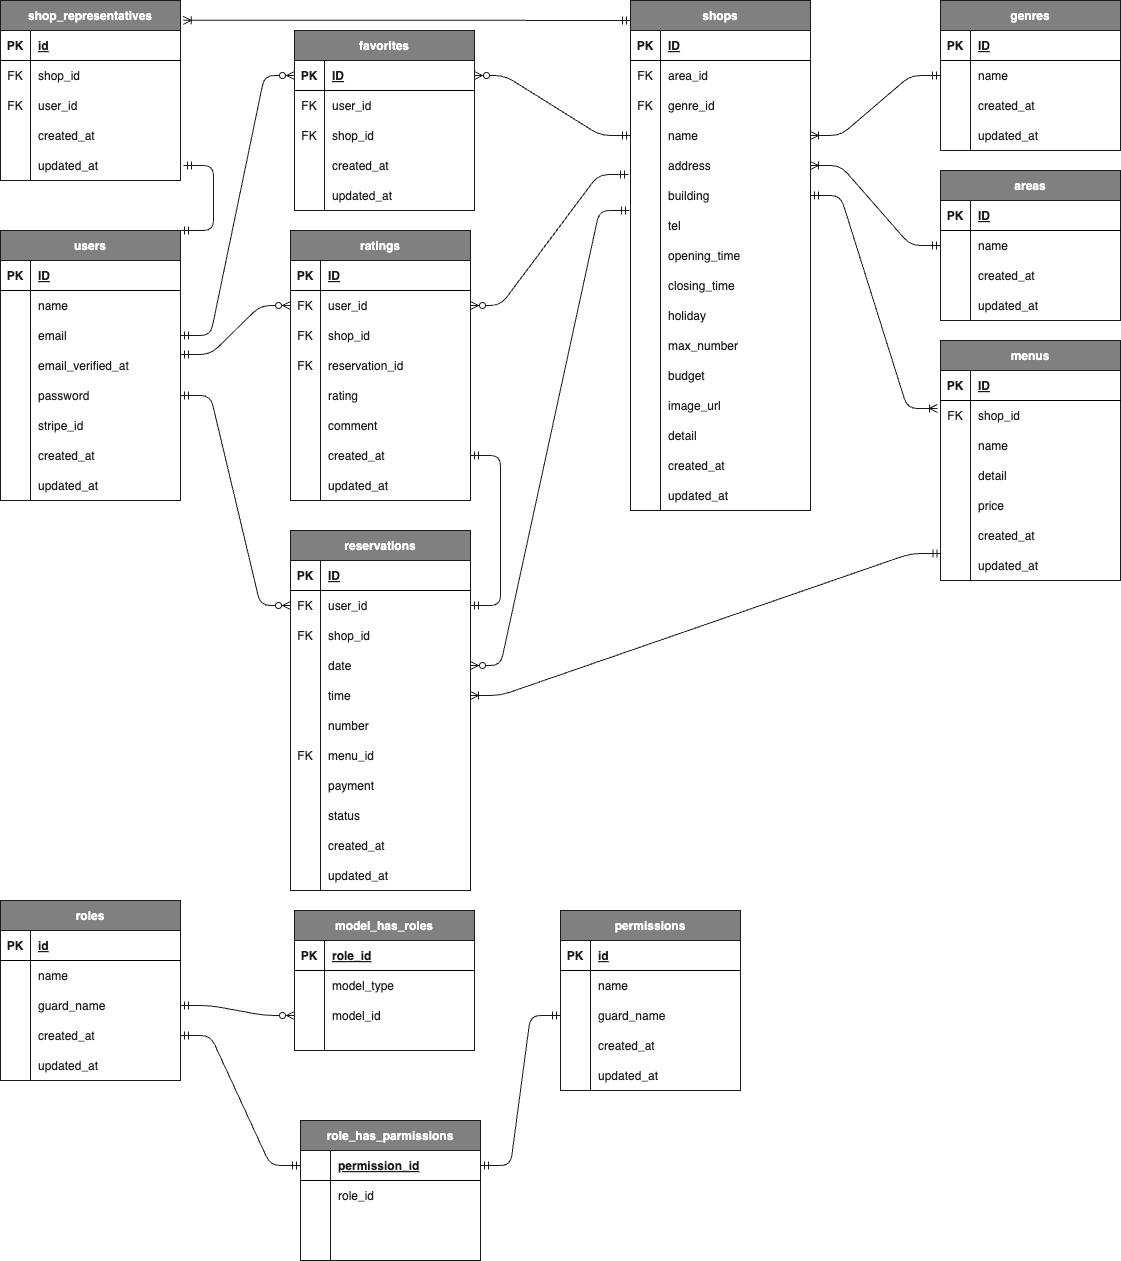 shop_representatives
PK id
FK shop_id
FK user_id
created_at
updated_at
favorites
PK ID
FK user_id
FK shop_id
created_at
updated_at
shops
PK ID
FK area_id
FK genre_id
name
address
building
tel
opening_time
closing_time
holiday
max_number
budget
image_url
detail
created_at
updated_at
genres
PK ID
name
created_at
updated_at
areas
PK ID
name
created_at
updated_at
users
PK ID
name
email
email_verified_at
password
stripe_id
created_at
updated_at
ratings
PK ID
FK user_id
FK shop_id
FK reservation_id
rating
comment
created_at
updated_at
menus
PK ID
FK shop_id
name
detail
price
created_at
updated_at
reservations
PK ID
FK user_id
FK shop_id
date
time
number
FK menu_id
payment
status
created_at
updated_at
roles
PK id
name
guard_name
created_at
updated_at
model_has_roles
PK role_id
model_type
model_id
permissions
PK id
name
guard_name
created_at
updated_at
role_has_parmissions
permission_id
role_id